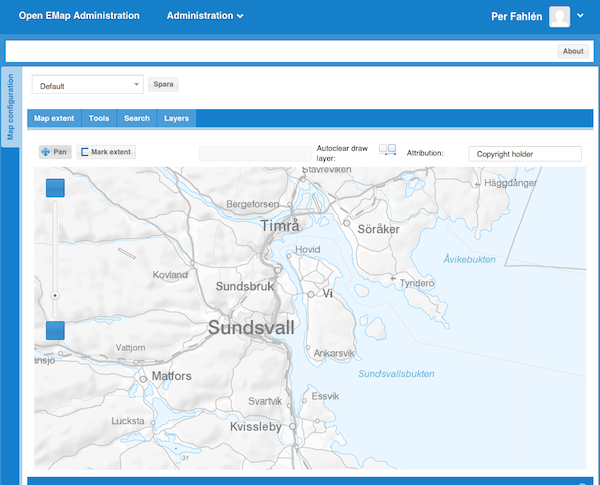 Open EMap Administration Administration Per Fahlén
About
Map configuration
Default Spara
Map extent Tools Search Layers
Pan Mark extent Autoclear draw layer: Attribution: Copyright holder
Stavreviken
Häggdånger
Bergeforsen
Timrå
Söråker
Hovid
Åvikebukten
Kovland
Tynderö
Sundsbruk
Vi
Sundsvall
Vattjom
Ankarsvik
ansjö
Matfors
Sundsvallsbukten
Svartvik
Essvik
Lucksta
Kvissleby
31